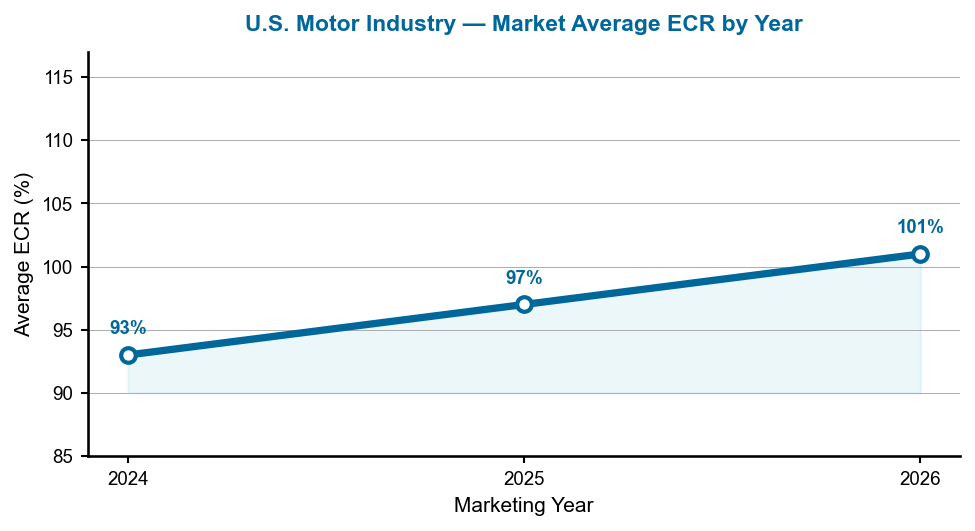 U.S. Motor Industry — Market Average ECR by Year
Average ECR (%)
115
110
105
100
95
90
85
93%
97%
101%
2024 2025 2026
Marketing Year